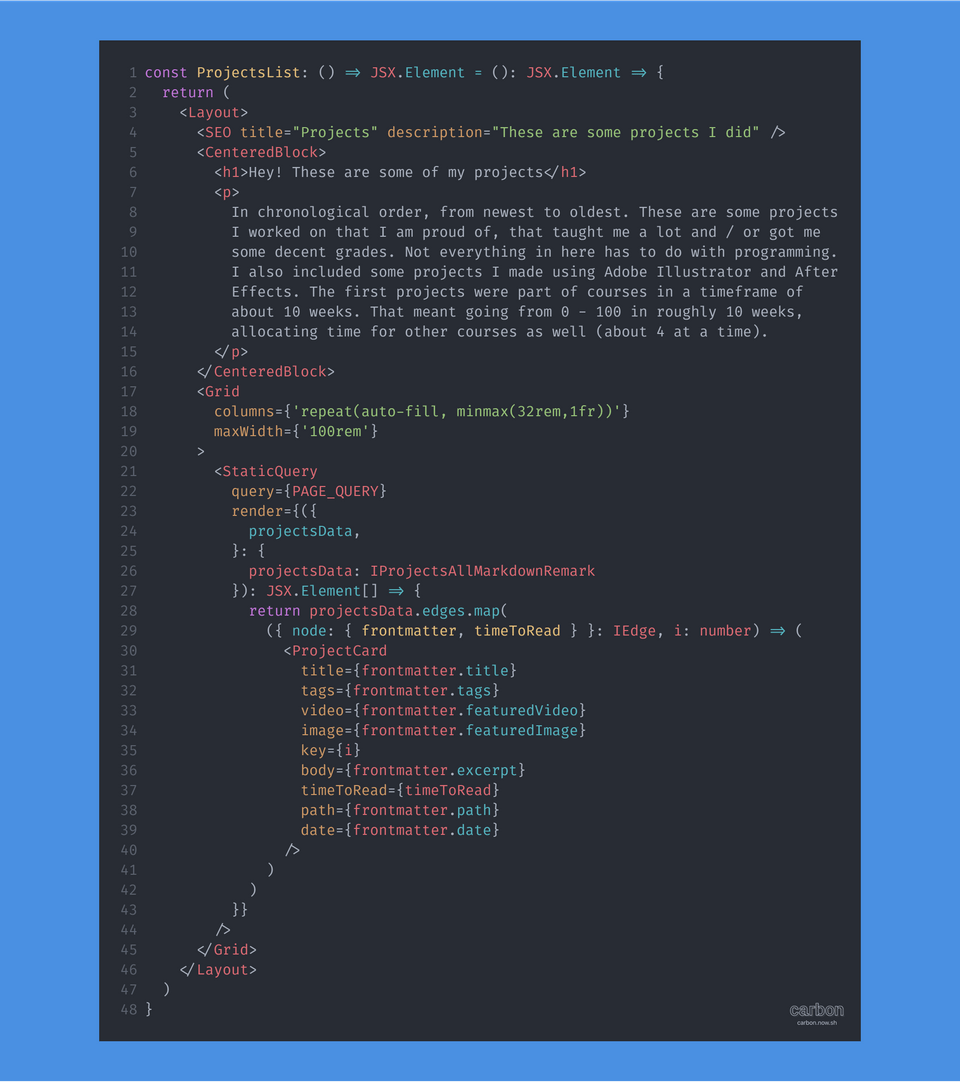 1 const ProjectsList: () => JSX.Element = (): JSX.Element => {
2   return (
3     <Layout>
4       <SEO title="Projects" description="These are some projects I did" />
5       <CenteredBlock>
6         <h1>Hey! These are some of my projects</h1>
7         <p>
8           In chronological order, from newest to oldest. These are some projects
9           I worked on that I am proud of, that taught me a lot and / or got me
10           some decent grades. Not everything in here has to do with programming.
11           I also included some projects I made using Adobe Illustrator and After
12           Effects. The first projects were part of courses in a timeframe of
13           about 10 weeks. That meant going from 0 - 100 in roughly 10 weeks,
14           allocating time for other courses as well (about 4 at a time).
15         </p>
16       </CenteredBlock>
17       <Grid
18         columns={'repeat(auto-fill, minmax(32rem,1fr))'}
19         maxWidth={'100rem'}
20       >
21         <StaticQuery
22           query={PAGE_QUERY}
23           render={({
24             projectsData,
25           }: {
26             projectsData: IProjectsAllMarkdownRemark
27           }): JSX.Element[] => {
28             return projectsData.edges.map(
29               ({ node: { frontmatter, timeToRead } }: IEdge, i: number) => (
30                 <ProjectCard
31                   title={frontmatter.title}
32                   tags={frontmatter.tags}
33                   video={frontmatter.featuredVideo}
34                   image={frontmatter.featuredImage}
35                   key={i}
36                   body={frontmatter.excerpt}
37                   timeToRead={timeToRead}
38                   path={frontmatter.path}
39                   date={frontmatter.date}
40                 />
41               )
42             )
43           }}
44         />
45       </Grid>
46     </Layout>
47   )
48 }
carbon
carbon.now.sh